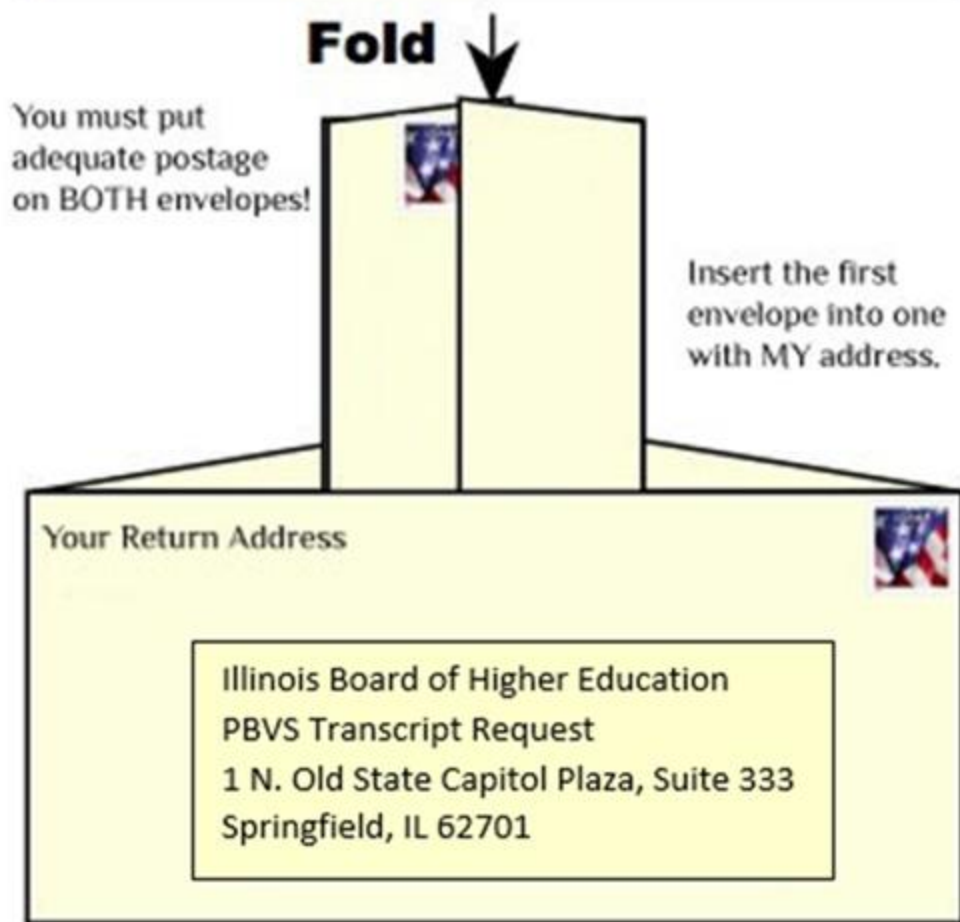 Fold
You must put
adequate postage
on BOTH envelopes!
Insert the first
envelope into one
with MY address.
Your Return Address
Illinois Board of Higher Education
PBVS Transcript Request
1 N. Old State Capitol Plaza, Suite 333
Springfield, IL 62701